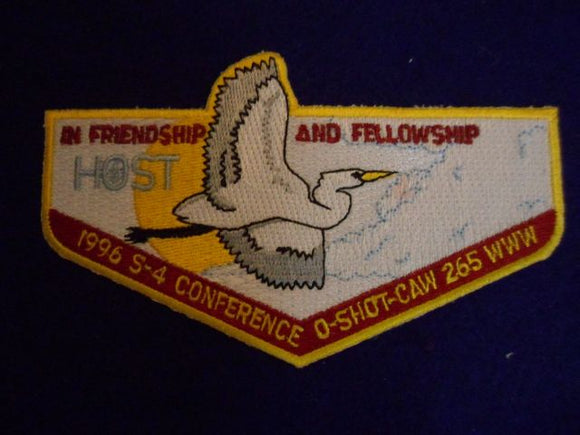 IN FRIENDSHIP AND FELLOWSHIP
HOST
1996 S-4 CONFERENCE O-SHOT-CAW 265 WWW